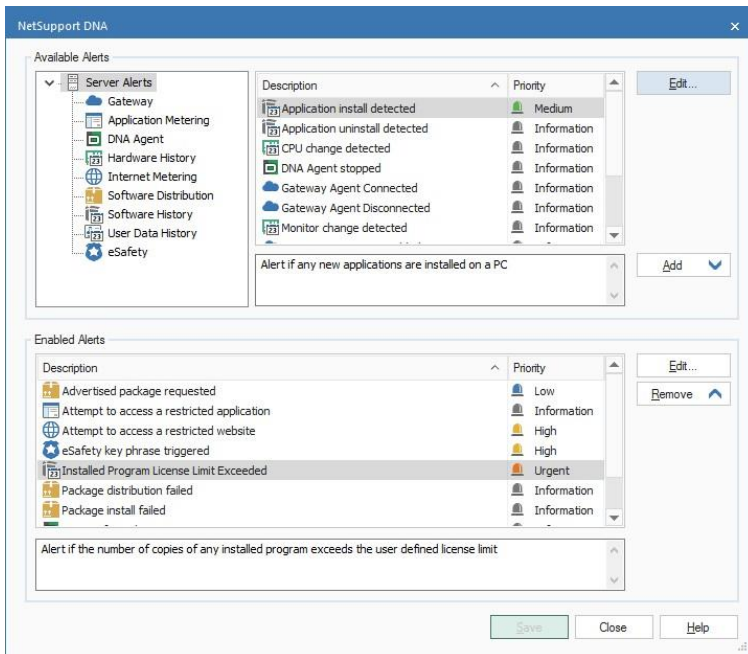 NetSupport DNA
Available Alerts
Server Alerts
Gateway
Application Metering
DNA Agent
Hardware History
Internet Metering
Software Distribution
Software History
User Data History
eSafety
Description Priority
Application install detected Medium
Application uninstall detected Information
CPU change detected Information
DNA Agent stopped Information
Gateway Agent Connected Information
Gateway Agent Disconnected Information
Monitor change detected Information
Edit...
Alert if any new applications are installed on a PC
Add
Enabled Alerts
Description Priority
Advertised package requested Low
Attempt to access a restricted application Information
Attempt to access a restricted website High
eSafety key phrase triggered High
Installed Program License Limit Exceeded Urgent
Package distribution failed Information
Package install failed Information
Edit...
Remove
Alert if the number of copies of any installed program exceeds the user defined license limit
Save Close Help